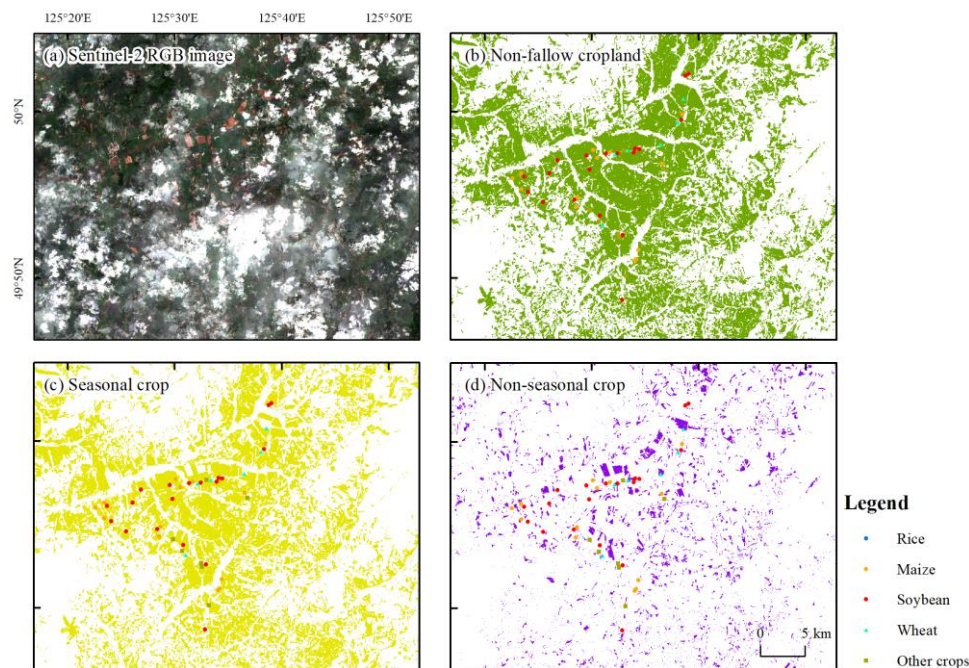 125°20'E 125°30'E 125°40'E 125°50'E
50°N
49°50'N
(a) Sentinel-2 RGB image
(b) Non-fallow cropland
(c) Seasonal crop
(d) Non-seasonal crop
Legend
Rice
Maize
Soybean
Wheat
Other crops
0 5 km